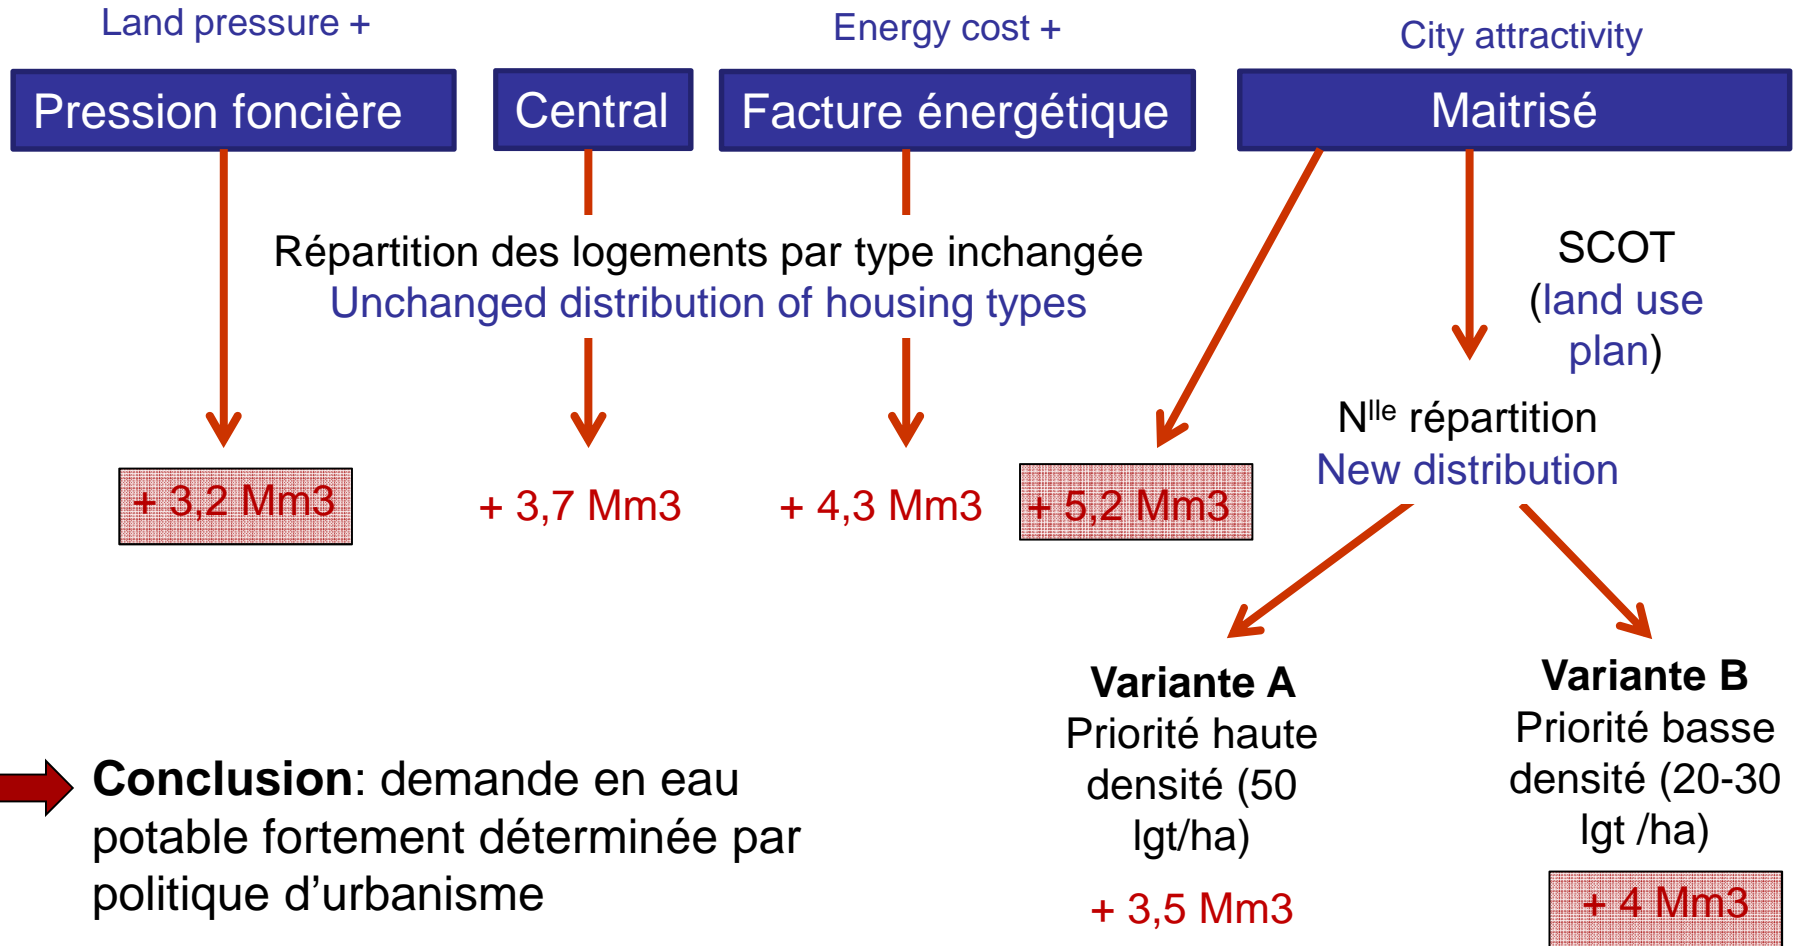 Land pressure +
Energy cost +
City attractivity
Pression foncière
Central
Facture énergétique
Maitrisé
Répartition des logements par type inchangée
Unchanged distribution of housing types
SCOT
(land use
plan)
Nlle répartition
New distribution
+ 3,2 Mm3
+ 3,7 Mm3
+ 4,3 Mm3
+ 5,2 Mm3
Variante A
Priorité haute
densité (50
lgt/ha)
+ 3,5 Mm3
Variante B
Priorité basse
densité (20-30
lgt /ha)
+ 4 Mm3
Conclusion: demande en eau
potable fortement déterminée par
politique d’urbanisme